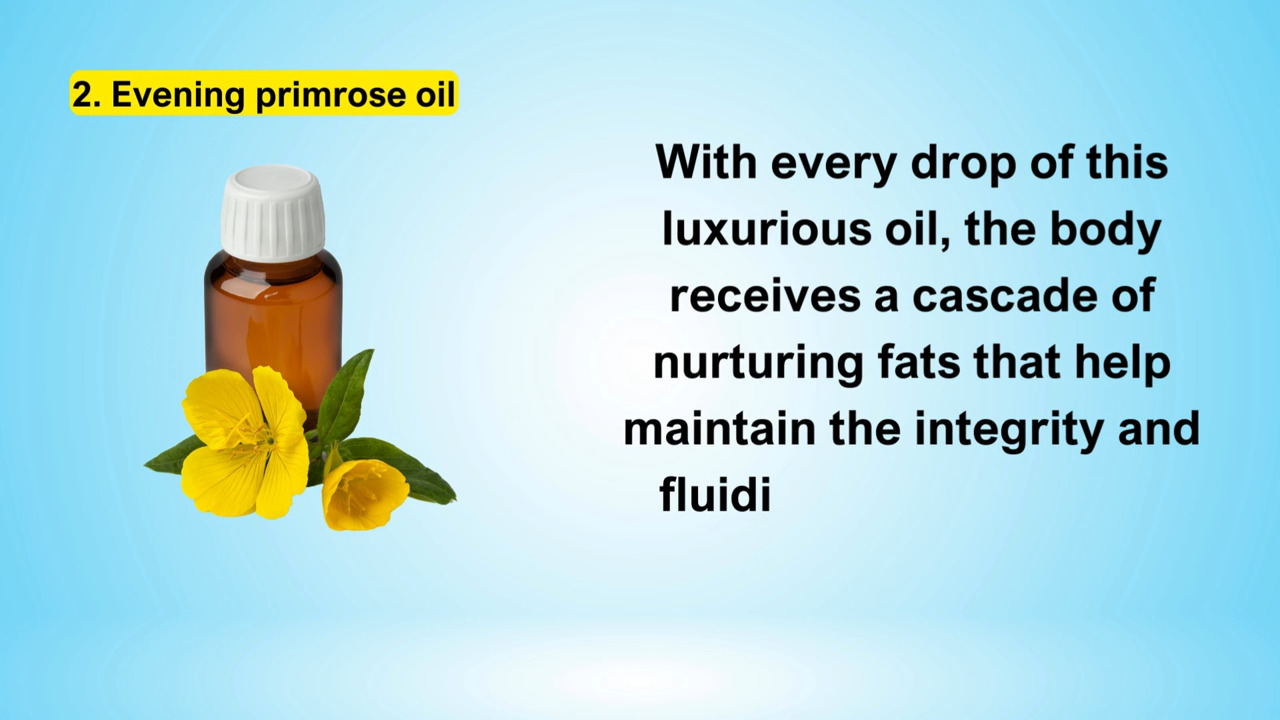 2. Evening primrose oil
With every drop of this
luxurious oil, the body
receives a cascade of
nurturing fats that help
maintain the integrity and
fluidi